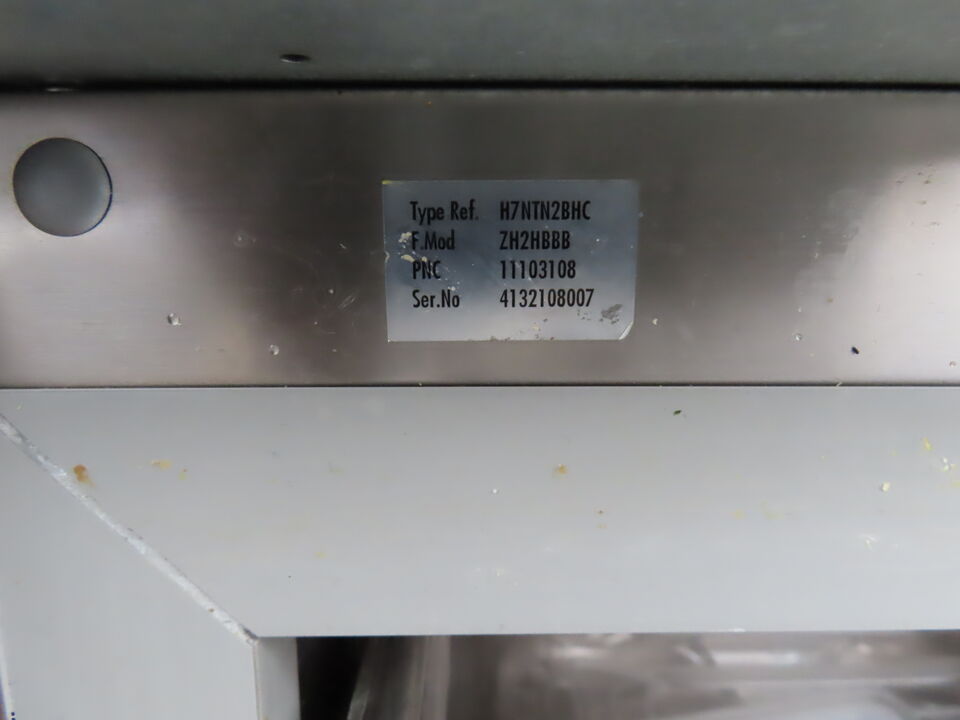 Type Ref. H7NTN2BHC
F.Mod ZH2HBBB
PNC 11103108
Ser.No 4132108007